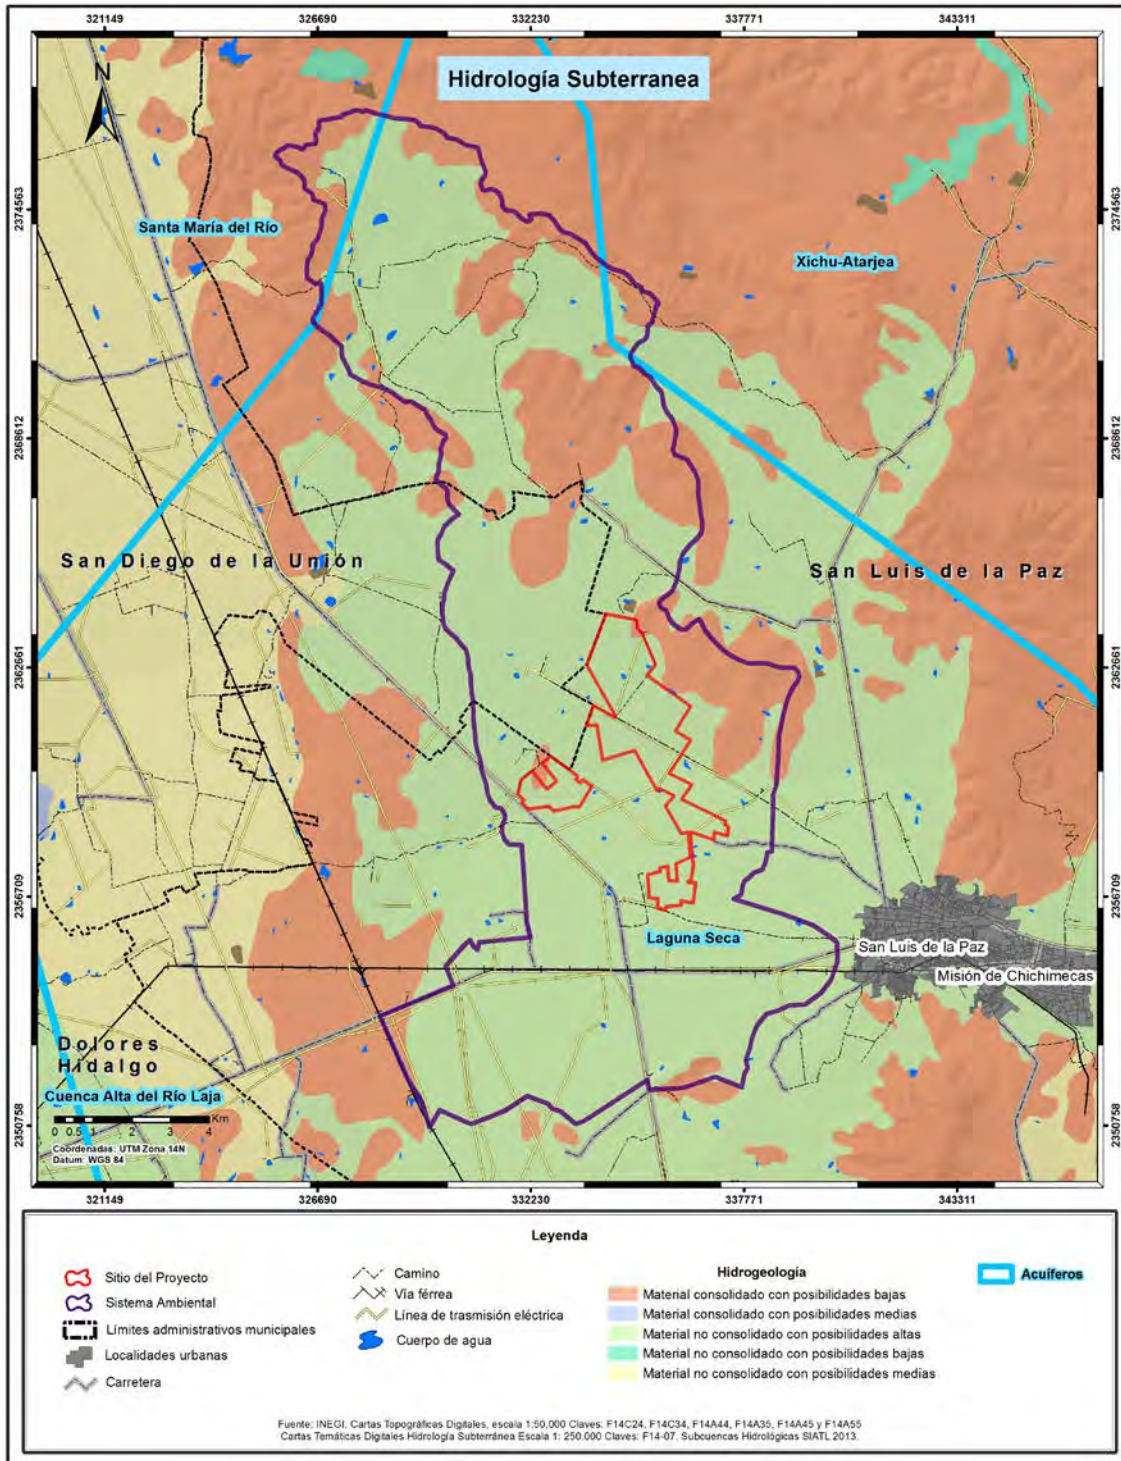 321149 326690 332230 337771 343311
Hidrología Subterranea
N
2374563 2374563
Santa María del Río
Xichu-Atarjea
2368612 2368612
San Diego de la Unión
San Luis de la Paz
2362661 2362661
2356709 2356709
Laguna Seca
San Luis de la Paz
Misión de Chichimecas
Dolores
Hidalgo
Cuenca Alta del Río Laja
Km
0 0.5 1 2 3 4
2350758 2350758
Coordenadas: UTM Zona 14N
Datum: WGS 84
321149 326690 332230 337771 343311
Leyenda
Sitio del Proyecto
Sistema Ambiental
Límites administrativos municipales
Localidades urbanas
Carretera
Camino
Vía férrea
Línea de trasmisión eléctrica
Cuerpo de agua
Hidrogeología
Material consolidado con posibilidades bajas
Material consolidado con posibilidades medias
Material no consolidado con posibilidades altas
Material no consolidado con posibilidades bajas
Material no consolidado con posibilidades medias
Acuíferos
Fuente: INEGI, Cartas Topográficas Digitales, escala 1:50,000 Claves: F14C24, F14C34, F14A44, F14A35, F14A45 y F14A55
Cartas Temáticas Digitales Hidrología Subterránea Escala 1: 250.000 Claves: F14-07. Subcuencas Hidrológicas SIATL 2013.